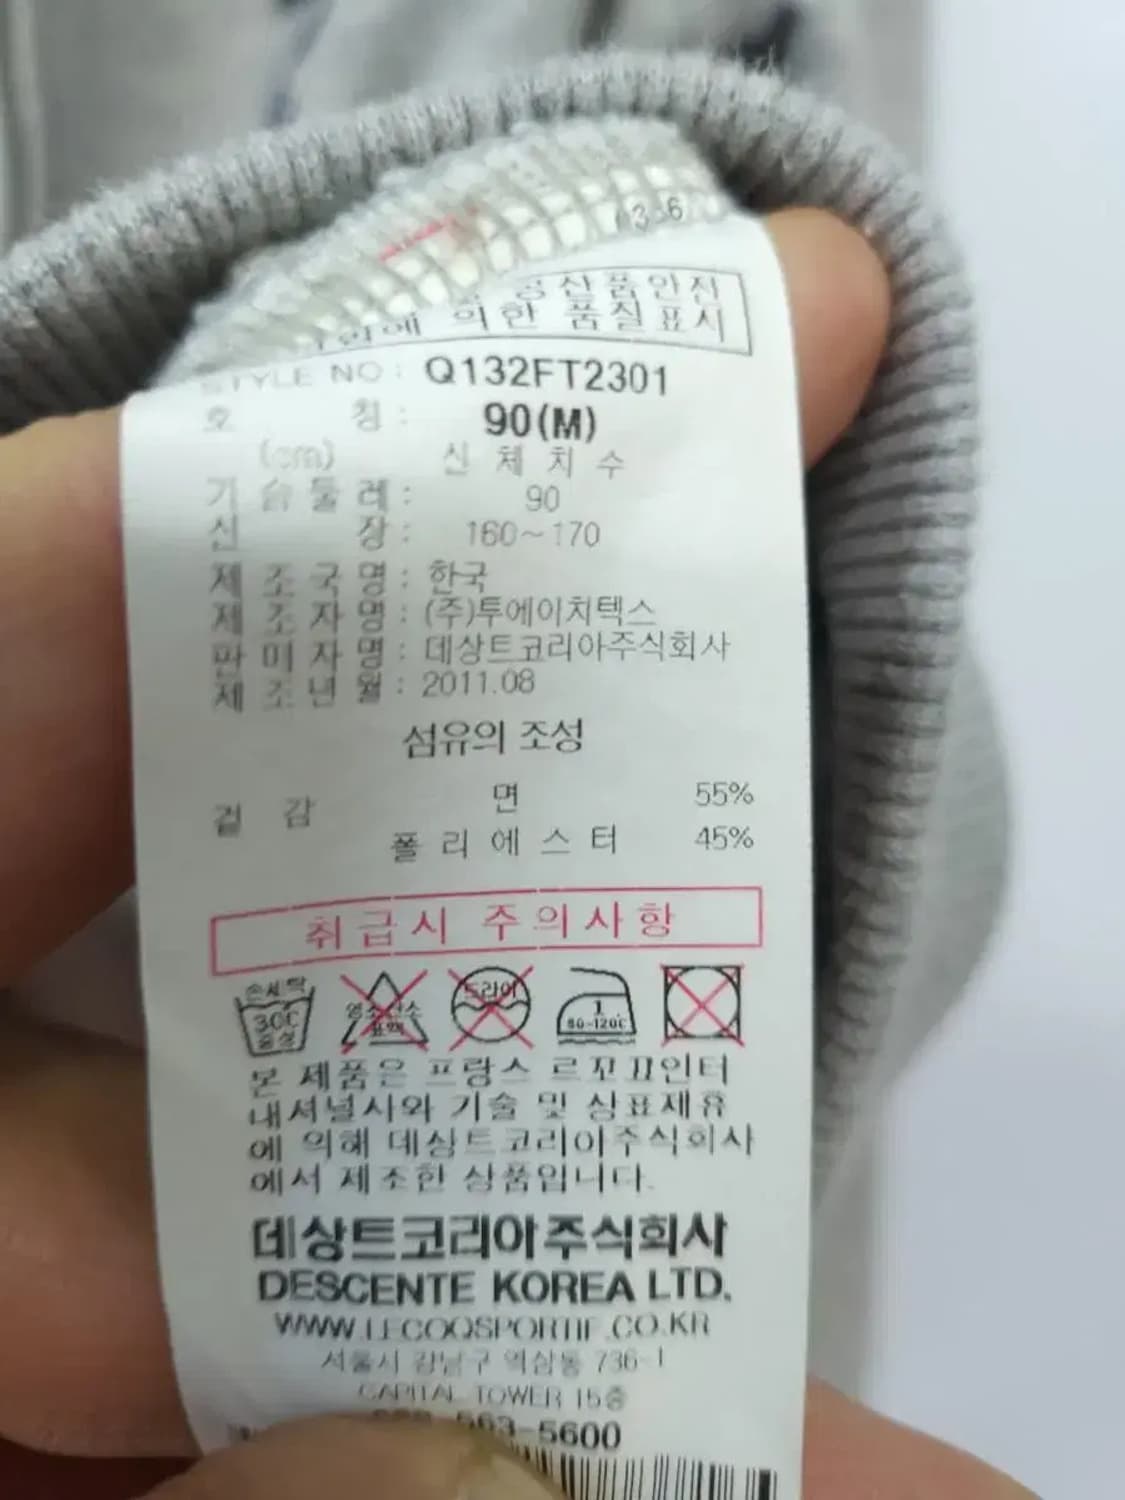 공산품안전
의한 품질표시
STYLE NO : Q132FT2301
호 칭 : 90(M)
(cm) 신 체 치 수
가 슴 둘 레 : 90
신 장 : 160~170
제 조 국 명 : 한국
제 조 자 명 : (주)투에이치텍스
판 매 자 명 : 데상트코리아주식회사
제 조 년 월 : 2011.08
섬유의 조성
겉 감 면 55%
폴 리 에 스 터 45%
취급시 주의사항
손세탁 드라이
30℃ 염소산소 1
중성 표백 80-120℃
본 제품은 프랑스 르꼬끄인터
내셔널사와 기술 및 상표제휴
에 의해 데상트코리아주식회사
에서 제조한 상품입니다.
데상트코리아주식회사
DESCENTE KOREA LTD.
WWW.LECOQSPORTIF.CO.KR
서울시 강남구 역삼동 736-1
CAPITAL TOWER 15층
563-5600